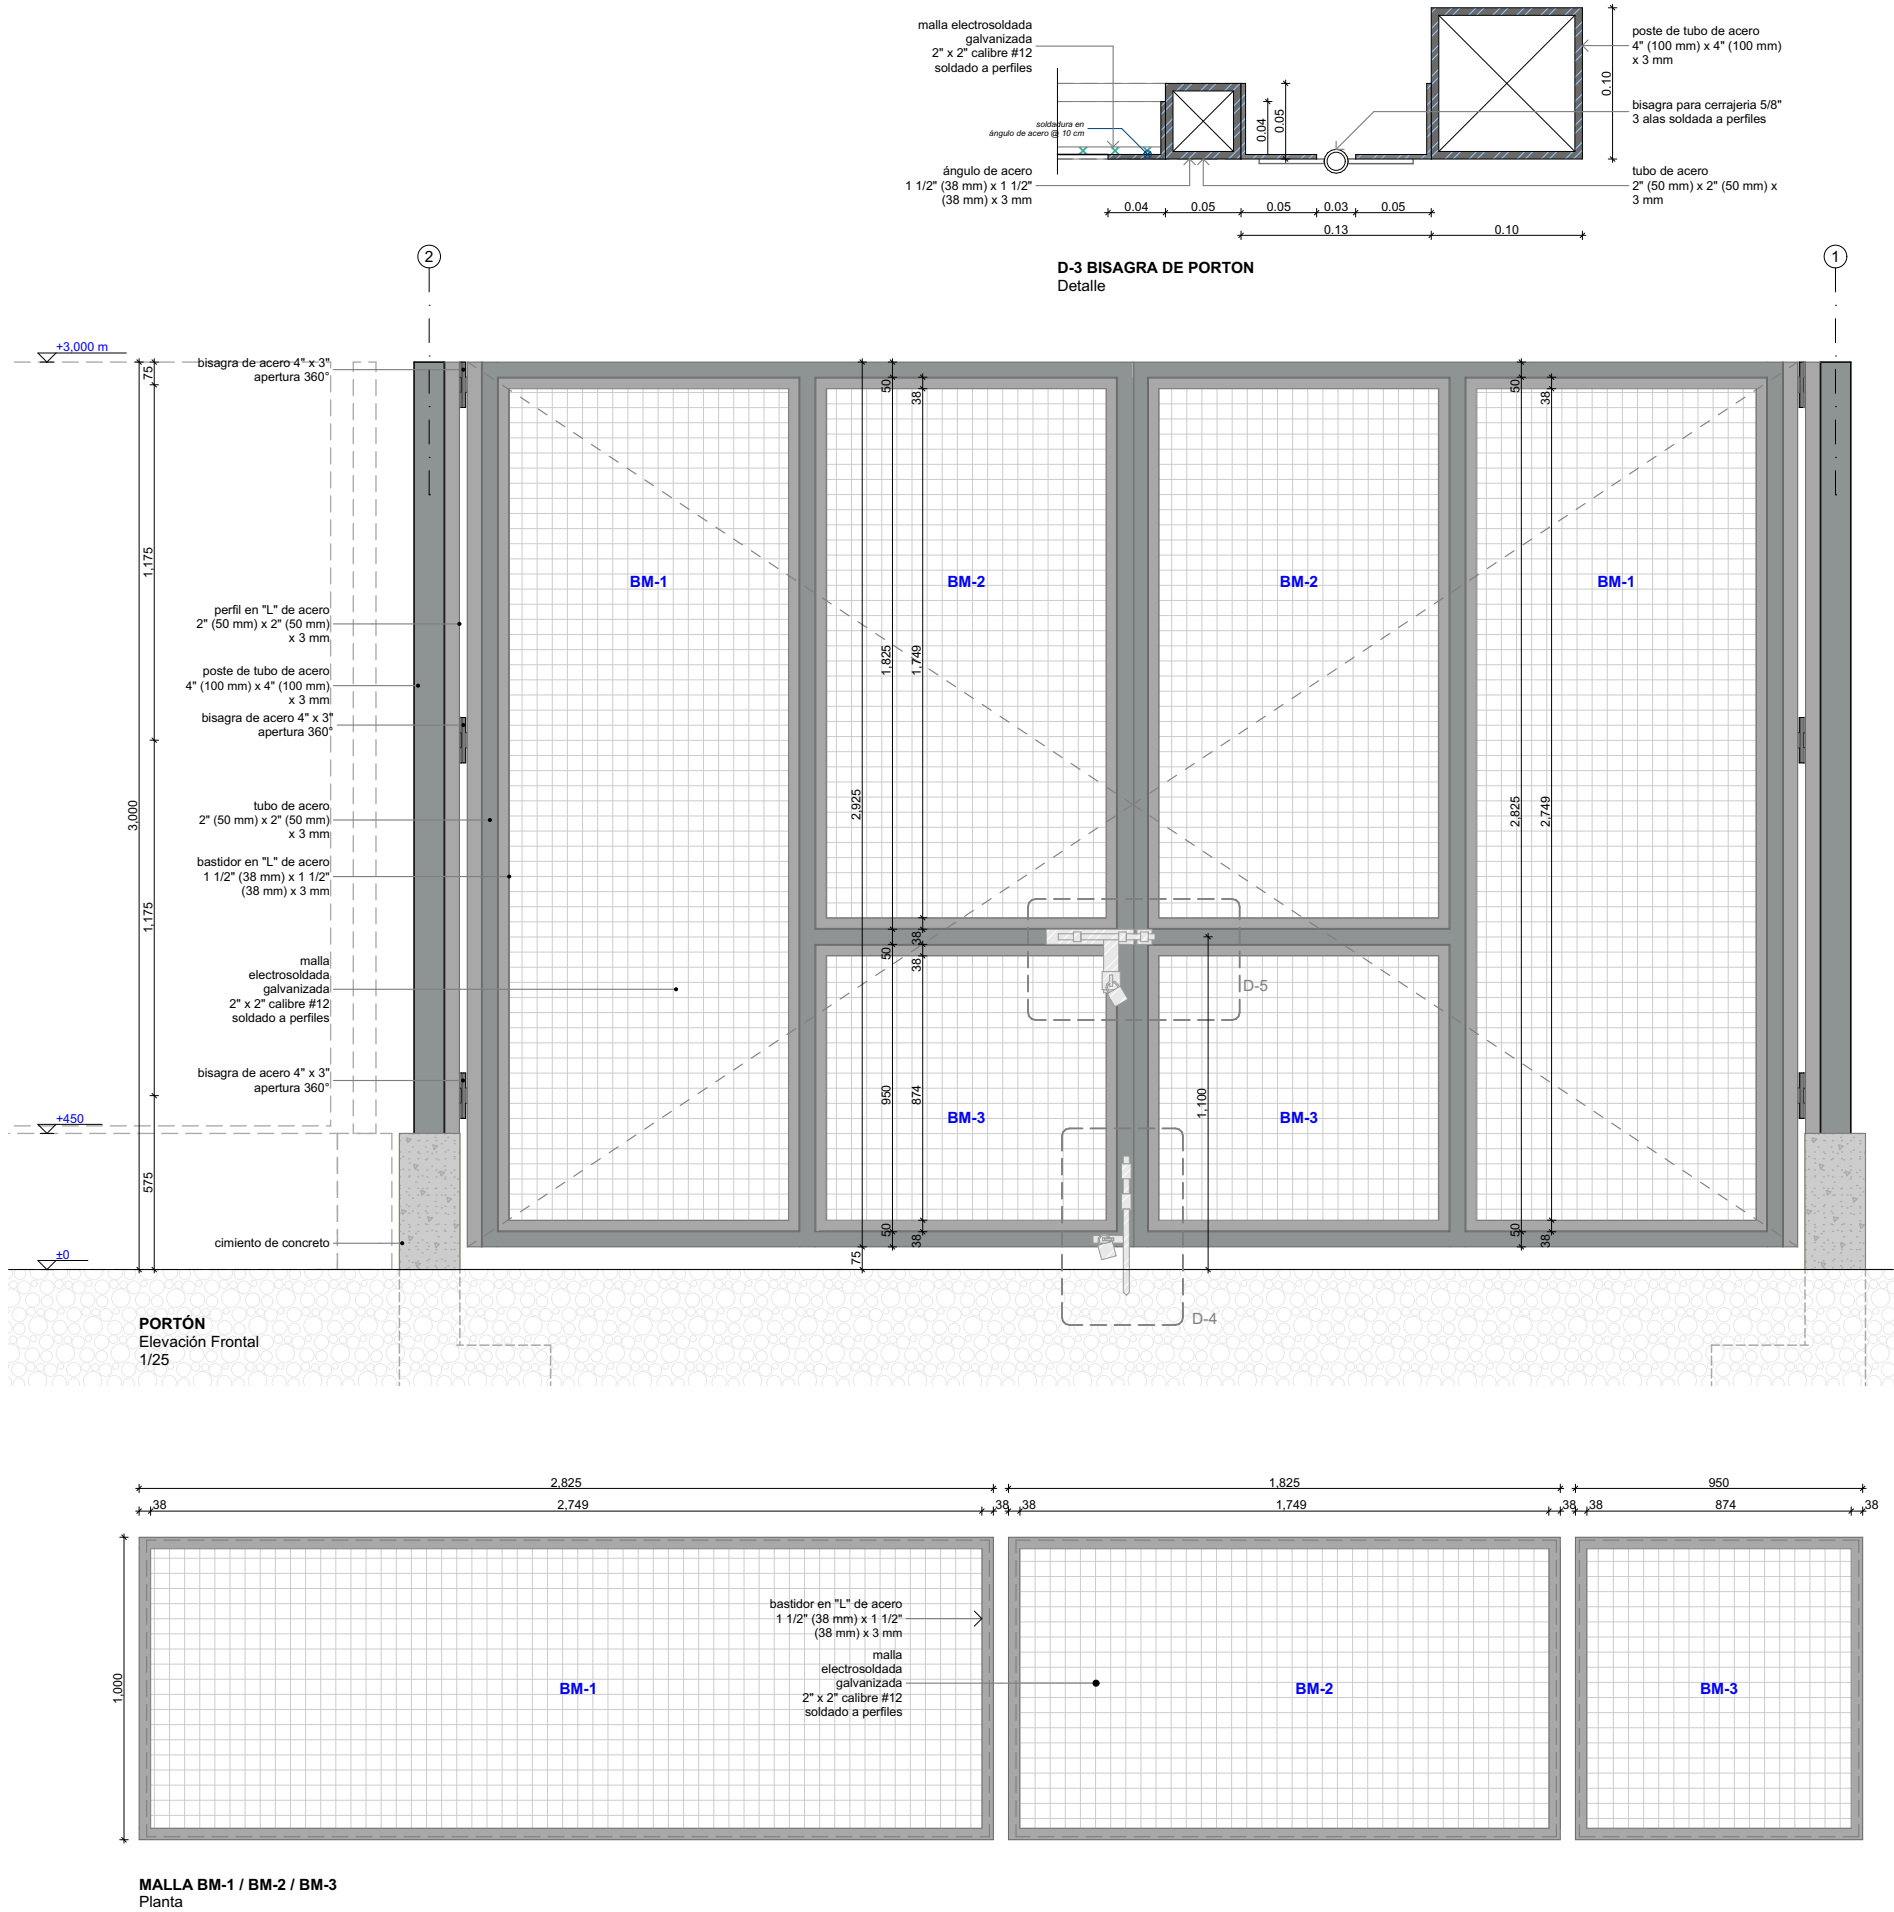 malla electrosoldada
galvanizada
2" x 2" calibre #12
soldado a perfiles
soldadura en
ángulo de acero @ 10 cm
ángulo de acero
1 1/2" (38 mm) x 1 1/2"
(38 mm) x 3 mm
poste de tubo de acero
4" (100 mm) x 4" (100 mm)
x 3 mm
bisagra para cerrajeria 5/8"
3 alas soldada a perfiles
tubo de acero
2" (50 mm) x 2" (50 mm) x
3 mm
0.04
0.05
0.10
0.04
0.05
0.05
0.03
0.05
0.13
0.10
D-3 BISAGRA DE PORTON
Detalle
2
1
+3,000 m
bisagra de acero 4" x 3"
apertura 360°
perfil en "L" de acero
2" (50 mm) x 2" (50 mm)
x 3 mm
poste de tubo de acero
4" (100 mm) x 4" (100 mm)
x 3 mm
bisagra de acero 4" x 3"
apertura 360°
tubo de acero
2" (50 mm) x 2" (50 mm)
x 3 mm
bastidor en "L" de acero
1 1/2" (38 mm) x 1 1/2"
(38 mm) x 3 mm
malla
electrosoldada
galvanizada
2" x 2" calibre #12
soldado a perfiles
bisagra de acero 4" x 3"
apertura 360°
+450
cimiento de concreto
±0
75
1,175
3,000
1,175
575
BM-1
BM-2
BM-2
BM-1
BM-3
BM-3
50
38
1,825
1,749
2,925
38
50
38
950
874
50
38
75
1,100
50
38
2,825
2,749
50
38
D-5
D-4
PORTÓN
Elevación Frontal
1/25
2,825
38
2,749
38
1,825
38
1,749
38
950
38
874
38
1,000
BM-1
bastidor en "L" de acero
1 1/2" (38 mm) x 1 1/2"
(38 mm) x 3 mm
malla
electrosoldada
galvanizada
2" x 2" calibre #12
soldado a perfiles
BM-2
BM-3
MALLA BM-1 / BM-2 / BM-3
Planta